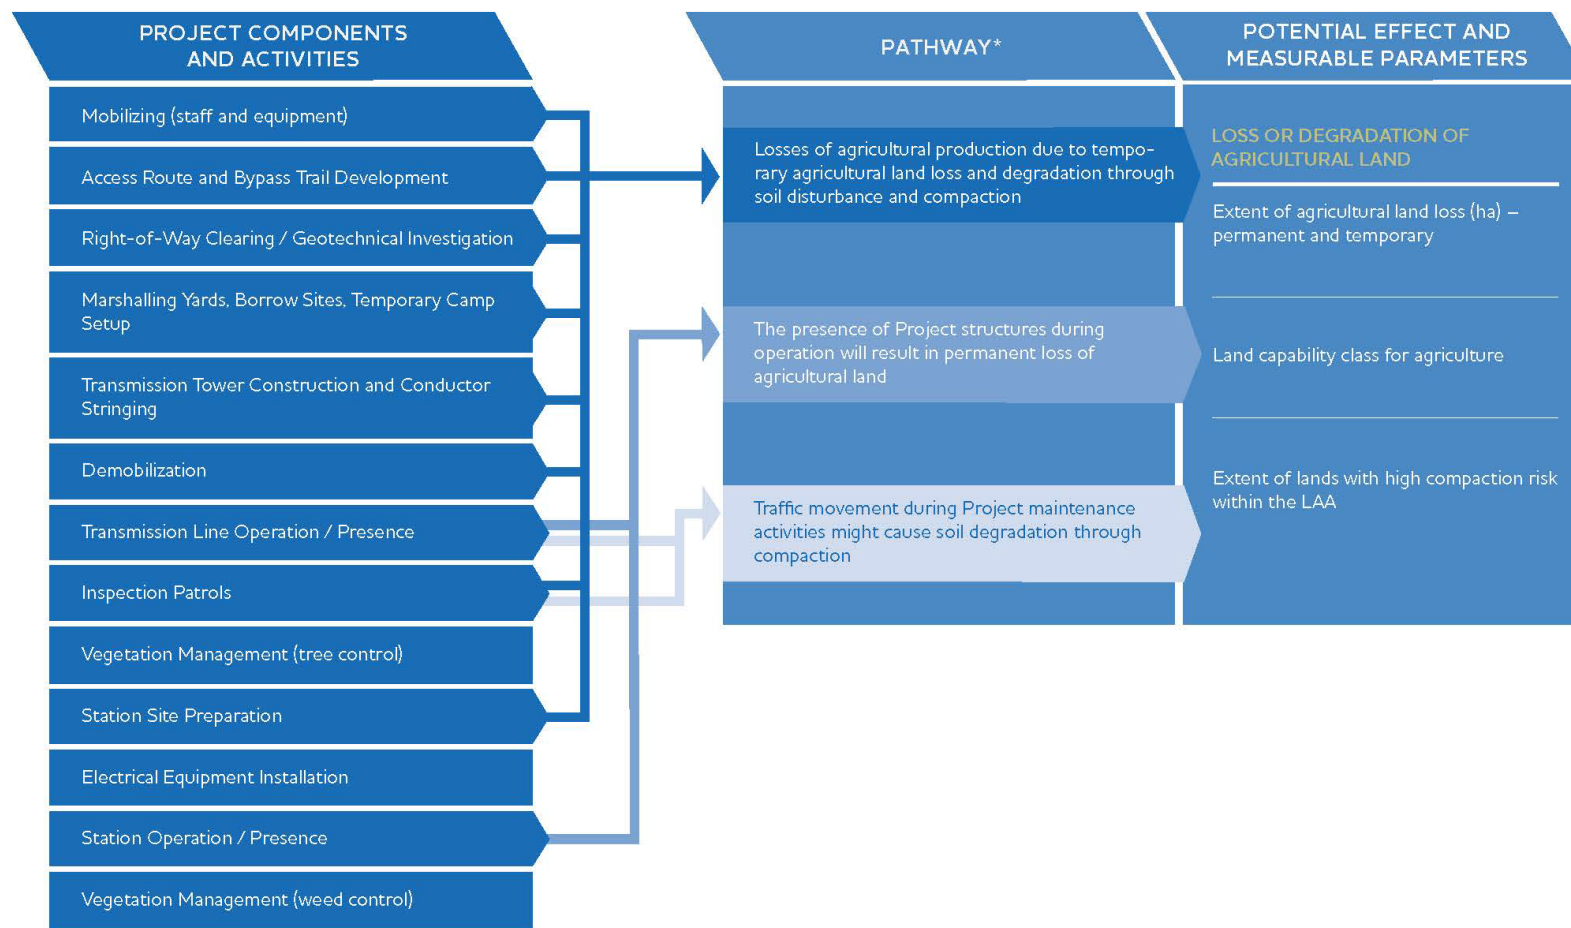 PROJECT COMPONENTS
AND ACTIVITIES
Mobilizing (staff and equipment)
Access Route and Bypass Trail Development
Right-of-Way Clearing / Geotechnical Investigation
Marshalling Yards, Borrow Sites, Temporary Camp
Setup
Transmission Tower Construction and Conductor
Stringing
Demobilization
Transmission Line Operation / Presence
Inspection Patrols
Vegetation Management (tree control)
Station Site Preparation
Electrical Equipment Installation
Station Operation / Presence
Vegetation Management (weed control)
PATHWAY*
Losses of agricultural production due to tempo-
rary agricultural land loss and degradation through
soil disturbance and compaction
The presence of Project structures during
operation will result in permanent loss of
agricultural land
Traffic movement during Project maintenance
activities might cause soil degradation through
compaction
POTENTIAL EFFECT AND
MEASURABLE PARAMETERS
LOSS OR DEGRADATION OF
AGRICULTURAL LAND
Extent of agricultural land loss (ha) –
permanent and temporary
Land capability class for agriculture
Extent of lands with high compaction risk
within the LAA